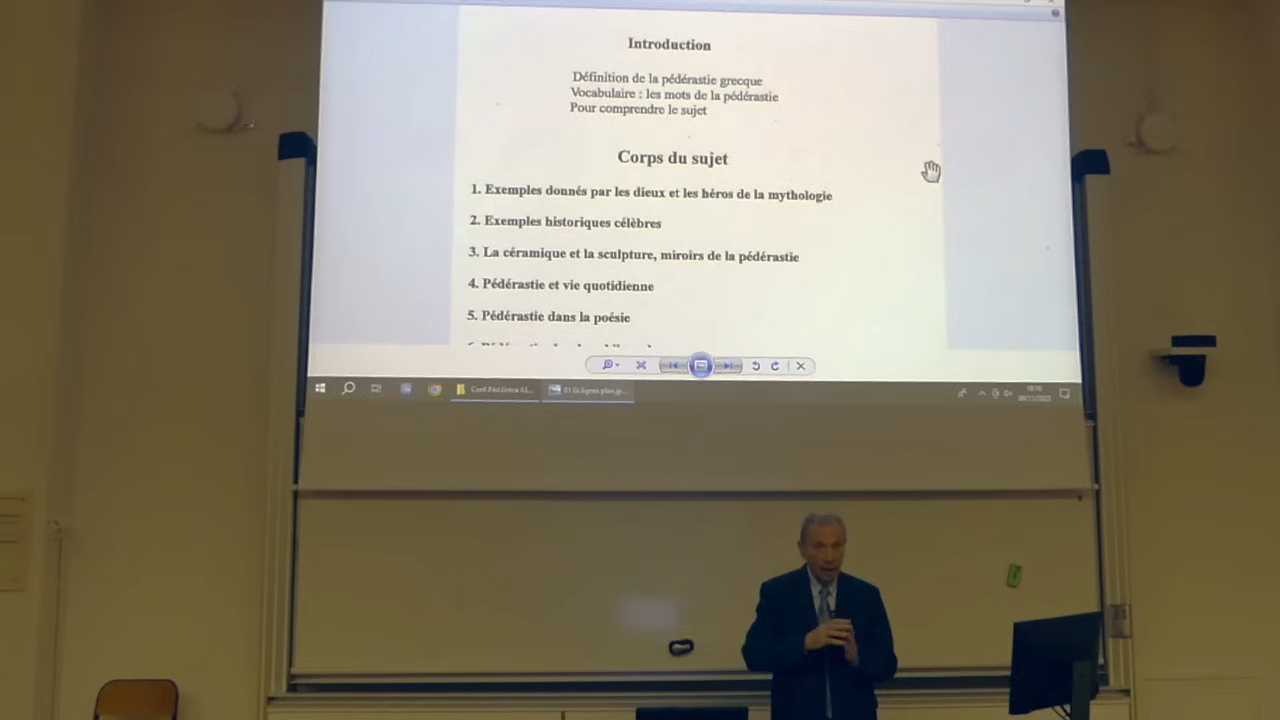 Introduction
Définition de la pédérastie grecque
Vocabulaire : les mots de la pédérastie
Pour comprendre le sujet
Corps du sujet
1. Exemples donnés par les dieux et les héros de la mythologie
2. Exemples historiques célèbres
3. La céramique et la sculpture, miroirs de la pédérastie
4. Pédérastie et vie quotidienne
5. Pédérastie dans la poésie